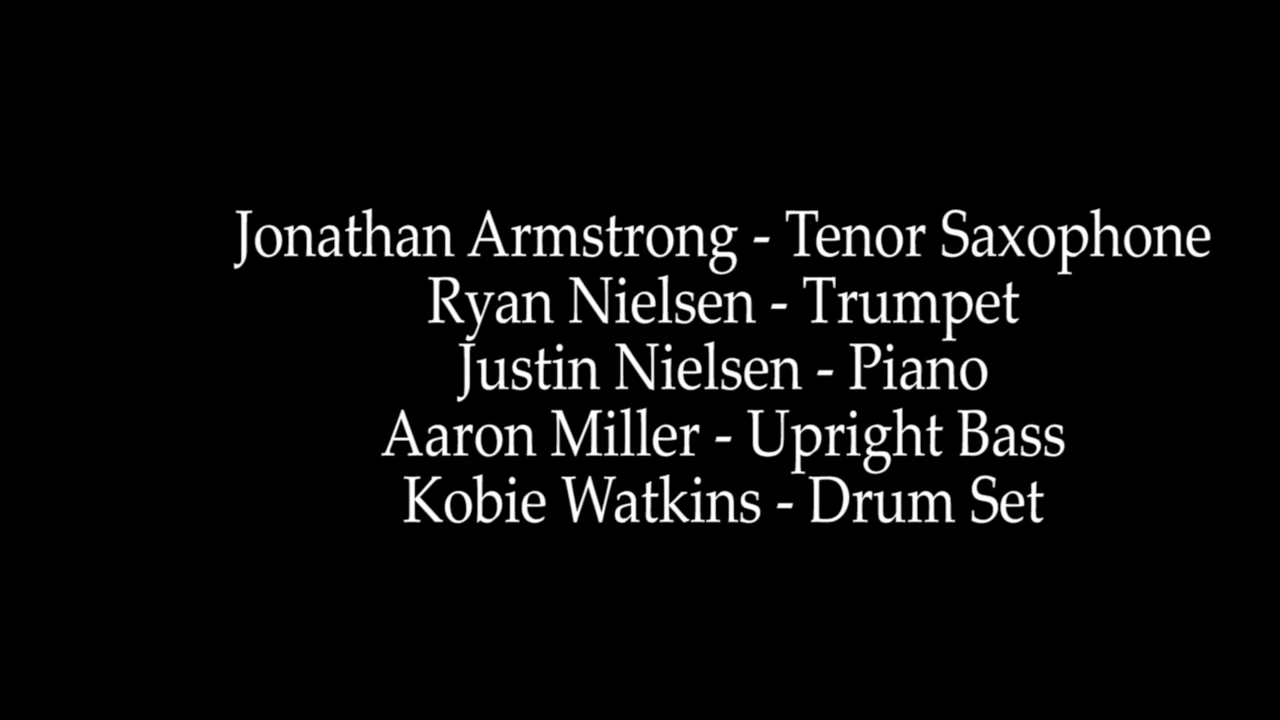 Jonathan Armstrong - Tenor Saxophone
Ryan Nielsen - Trumpet
Justin Nielsen - Piano
Aaron Miller - Upright Bass
Kobie Watkins - Drum Set